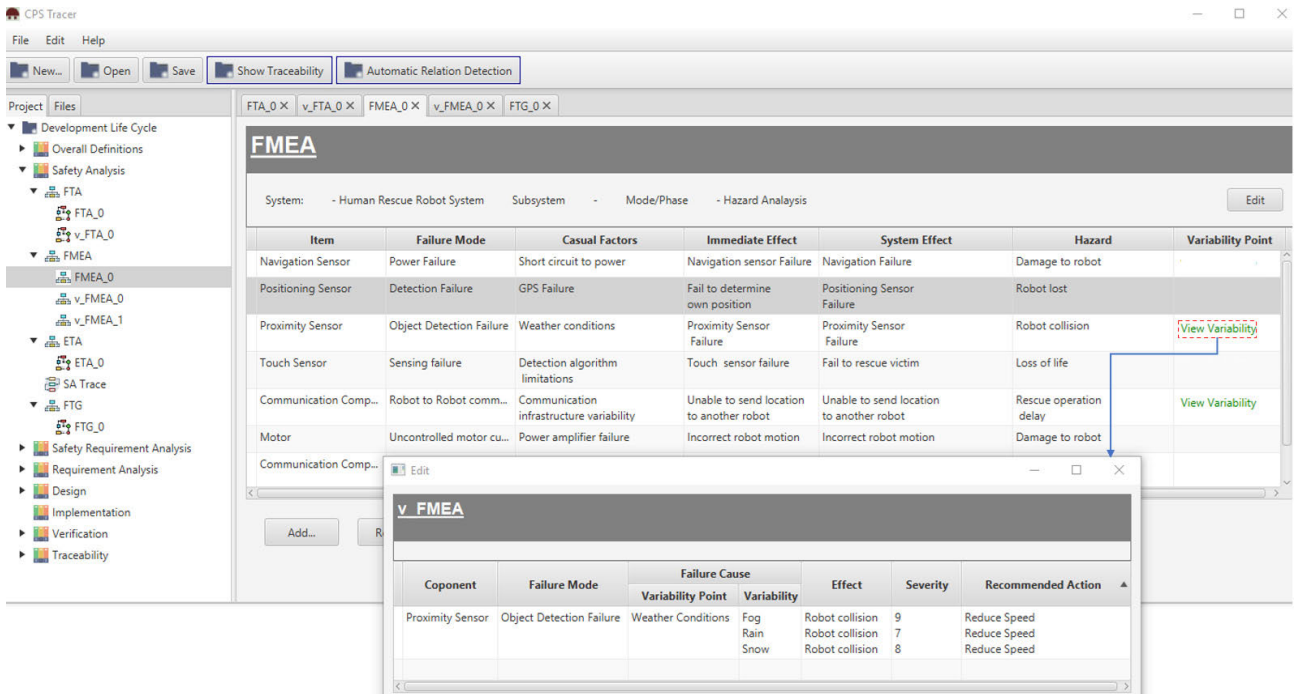 CPS Tracer
File Edit Help
New... Open Save Show Traceability Automatic Relation Detection
Project Files
Development Life Cycle
Overall Definitions
Safety Analysis
FTA
FTA_0
v_FTA_0
FMEA
FMEA_0
v_FMEA_0
v_FMEA_1
ETA
ETA_0
SA Trace
FTG
FTG_0
Safety Requirement Analysis
Requirement Analysis
Design
Implementation
Verification
Traceability
FTA_0 v_FTA_0 FMEA_0 v_FMEA_0 FTG_0
FMEA
System: - Human Rescue Robot System Subsystem - Mode/Phase - Hazard Analaysis Edit
Item Failure Mode Casual Factors Immediate Effect System Effect Hazard Variability Point
Navigation Sensor Power Failure Short circuit to power Navigation sensor Failure Navigation Failure Damage to robot
Positioning Sensor Detection Failure GPS Failure Fail to determine Positioning Sensor Robot lost
own position Failure
Proximity Sensor Object Detection Failure Weather conditions Proximity Sensor Proximity Sensor Robot collision View Variability
Failure Failure
Touch Sensor Sensing failure Detection algorithm Touch sensor failure Fail to rescue victim Loss of life
limitations
Communication Comp... Robot to Robot comm... Communication Unable to send location Unable to send location Rescue operation View Variability
infrastructure variability to another robot to another robot delay
Motor Uncontrolled motor cu... Power amplifier failure Incorrect robot motion Incorrect robot motion Damage to robot
Communication Comp...
Add... R
Edit
v_FMEA
Coponent Failure Mode Failure Cause Effect Severity Recommended Action
Variability Point Variability
Proximity Sensor Object Detection Failure Weather Conditions Fog Robot collision 9 Reduce Speed
Rain Robot collision 7 Reduce Speed
Snow Robot collision 8 Reduce Speed